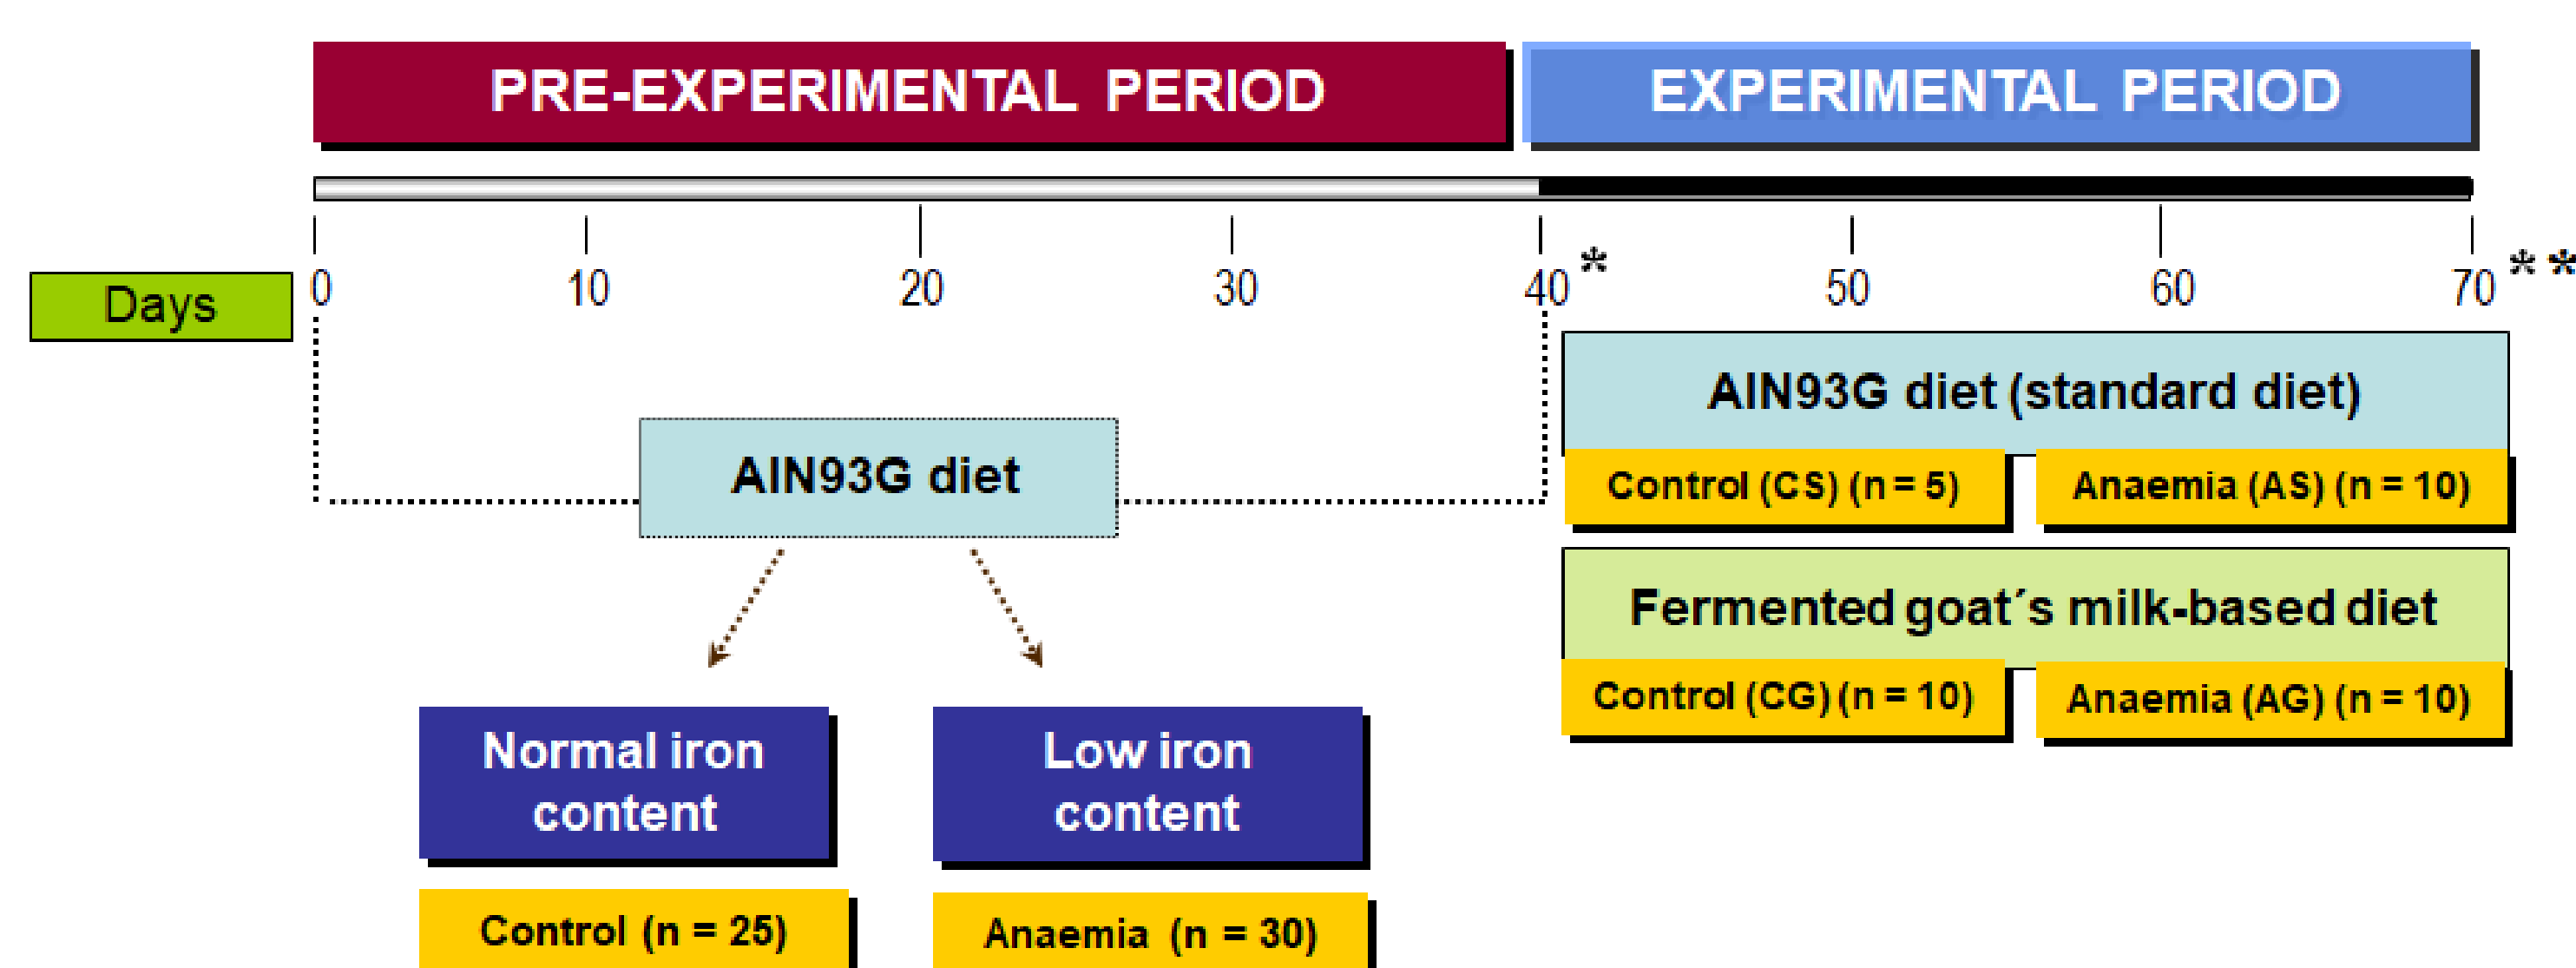 PRE-EXPERIMENTAL PERIOD
EXPERIMENTAL PERIOD
Days
0 10 20 30 40 * 50 60 70 * *
AIN93G diet
Normal iron
content
Low iron
content
Control (n = 25)
Anaemia (n = 30)
AIN93G diet (standard diet)
Control (CS) (n = 5)
Anaemia (AS) (n = 10)
Fermented goat´s milk-based diet
Control (CG) (n = 10)
Anaemia (AG) (n = 10)